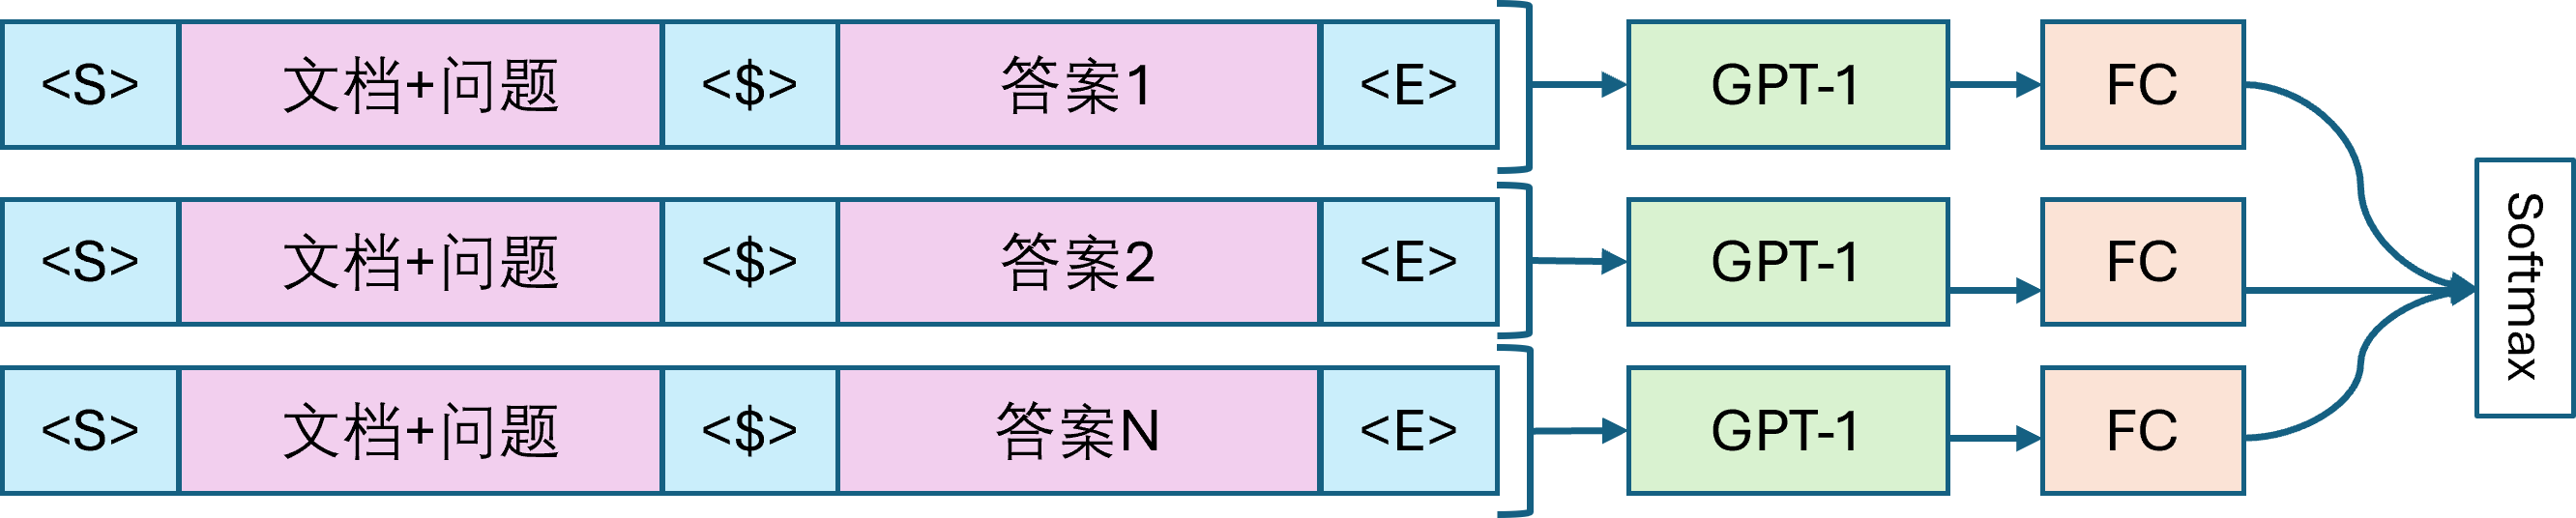 <S> 文档+问题 <$> 答案1 <E> GPT-1 FC
<S> 文档+问题 <$> 答案2 <E> GPT-1 FC
<S> 文档+问题 <$> 答案N <E> GPT-1 FC
Softmax